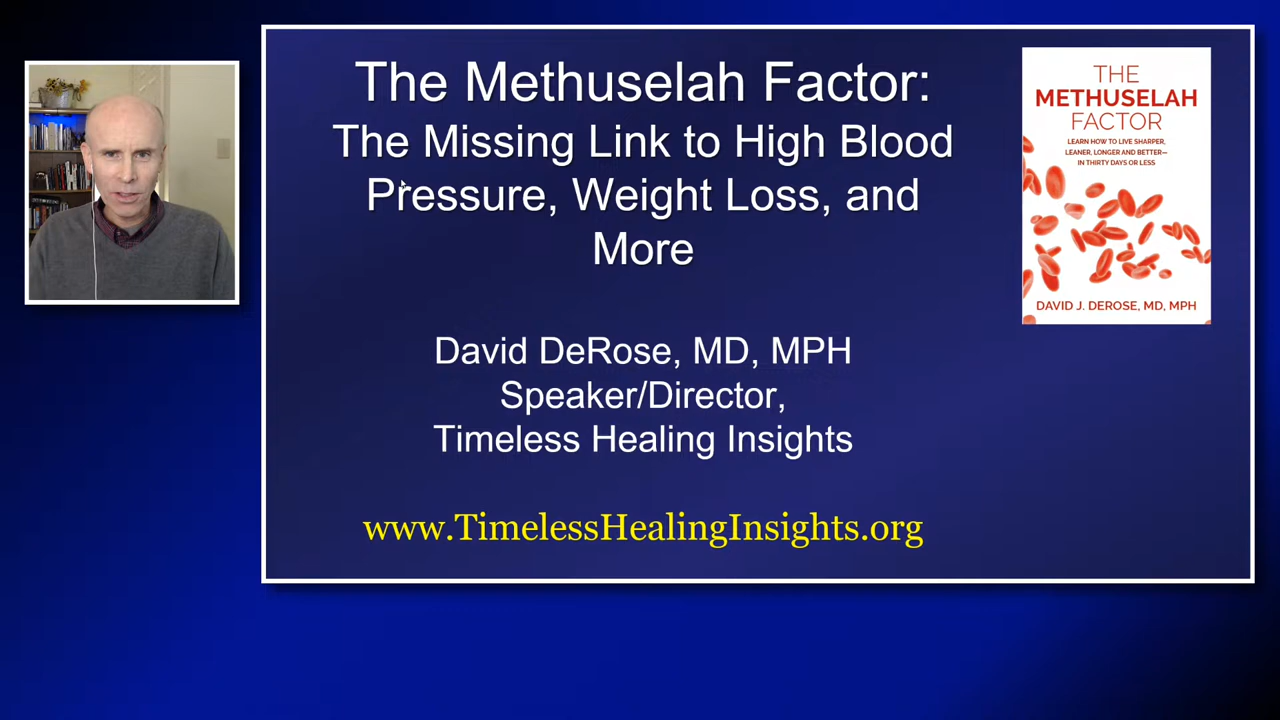 The Methuselah Factor:
The Missing Link to High Blood
Pressure, Weight Loss, and
More
David DeRose, MD, MPH
Speaker/Director,
Timeless Healing Insights
www.TimelessHealingInsights.org
THE
METHUSELAH
FACTOR
LEARN HOW TO LIVE SHARPER,
LEANER, LONGER AND BETTER—
IN THIRTY DAYS OR LESS
DAVID J. DEROSE, MD, MPH